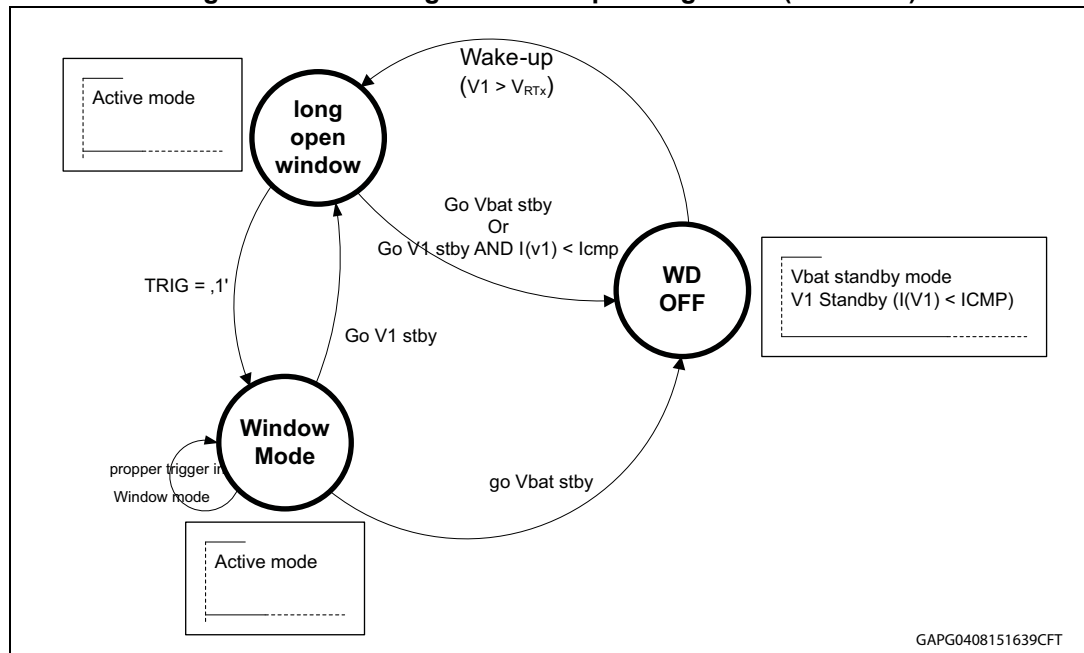 Wake-up
(V1 > VRTx)
Active mode
long
open
window
Go Vbat stby
Or
Go V1 stby AND I(v1) < Icmp
WD
OFF
Vbat standby mode
V1 Standby (I(V1) < ICMP)
TRIG = ‚1'
Go V1 stby
Window
Mode
propper trigger in
Window mode
go Vbat stby
Active mode
GAPG0408151639CFT